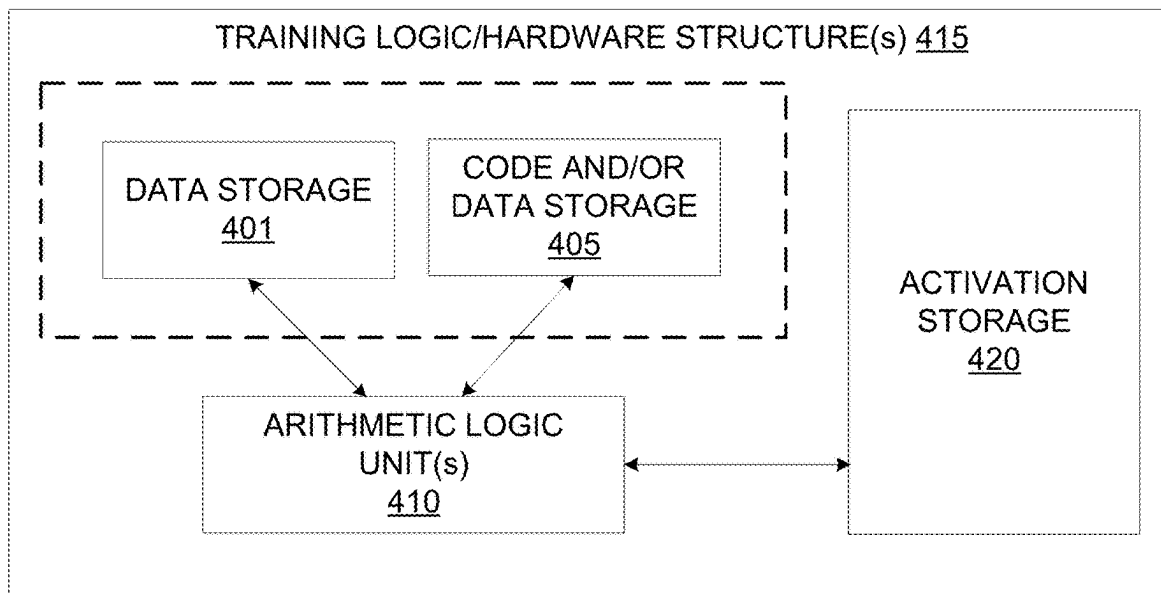 TRAINING LOGIC/HARDWARE STRUCTURE(s) 415
DATA STORAGE
401
CODE AND/OR
DATA STORAGE
405
ACTIVATION
STORAGE
420
ARITHMETIC LOGIC
UNIT(s)
410